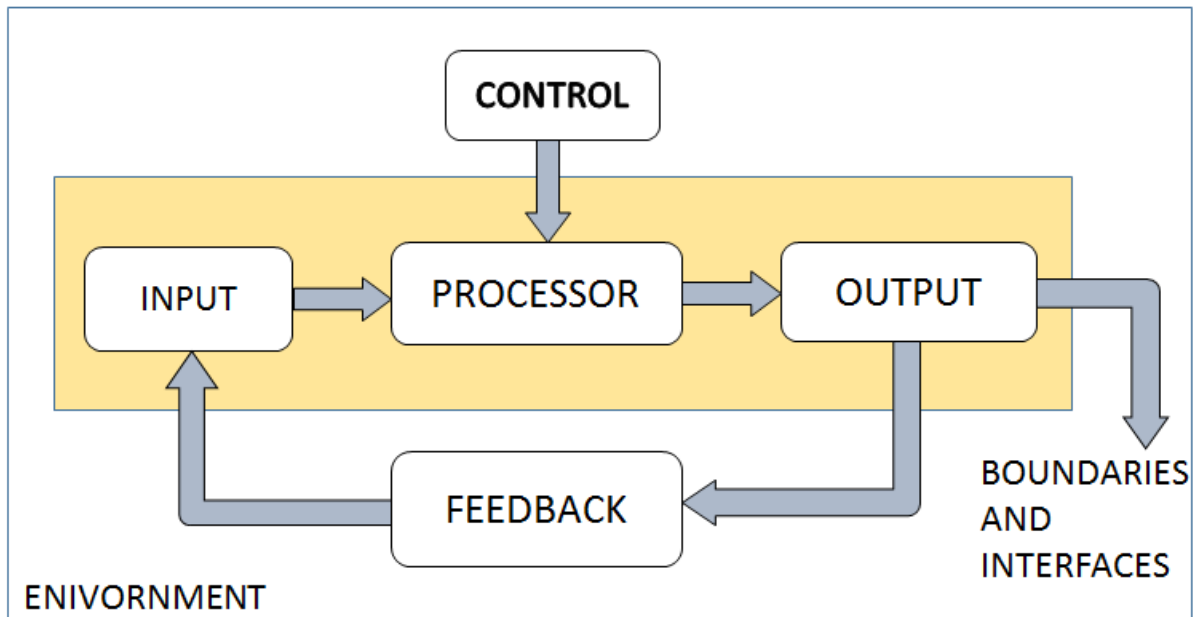 CONTROL
INPUT
PROCESSOR
OUTPUT
FEEDBACK
BOUNDARIES
AND
INTERFACES
ENIVORNMENT